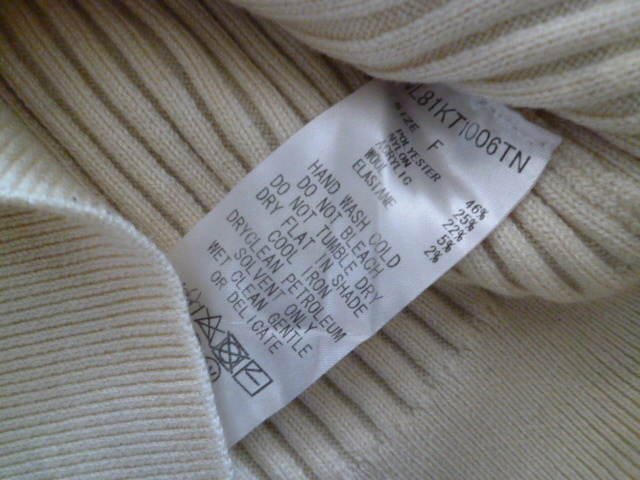 JL81KT1006TN
SIZE F
POLYESTER 46%
NYLON 25%
ACRYLIC 22%
WOOL 5%
ELASTANE 2%
HAND WASH COLD
DO NOT BLEACH
DO NOT TUMBLE DRY
DRY FLAT IN SHADE
COOL IRON
DRYCLEAN PETROLEUM
SOLVENT ONLY
WET CLEAN GENTLE
OR DELICATE